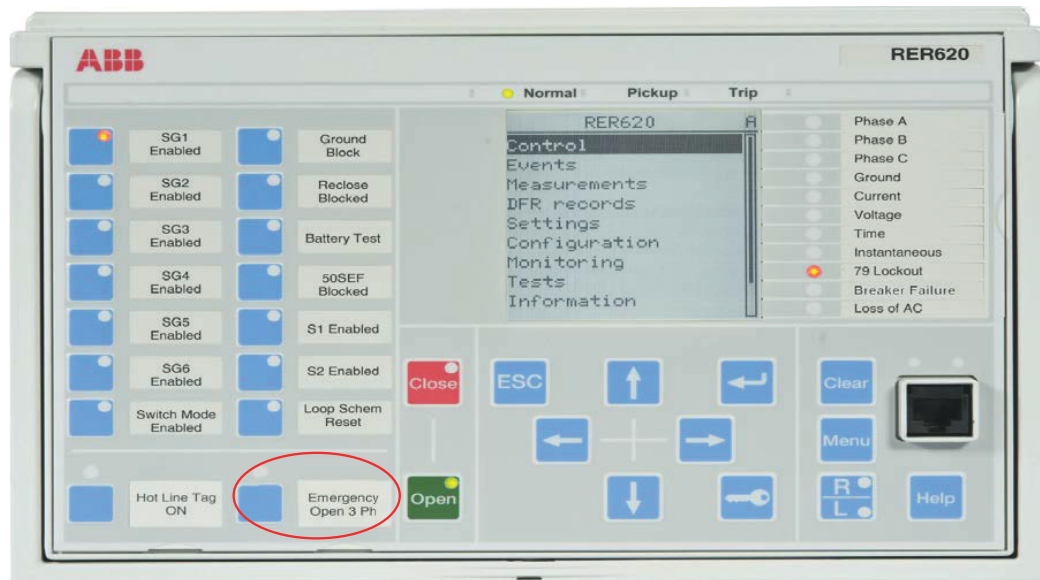 ABB
RER620
Normal Pickup Trip
SG1
Enabled
Ground
Block
SG2
Enabled
Reclose
Blocked
SG3
Enabled
Battery Test
SG4
Enabled
50SEF
Blocked
SG5
Enabled
S1 Enabled
SG6
Enabled
S2 Enabled
Switch Mode
Enabled
Loop Schem
Reset
Hot Line Tag
ON
Emergency
Open 3 Ph
RER620 A
Control
Events
Measurements
DFR records
Settings
Configuration
Monitoring
Tests
Information
Phase A
Phase B
Phase C
Ground
Current
Voltage
Time
Instantaneous
79 Lockout
Breaker Failure
Loss of AC
Close
Open
ESC
Clear
Menu
R
L
Help